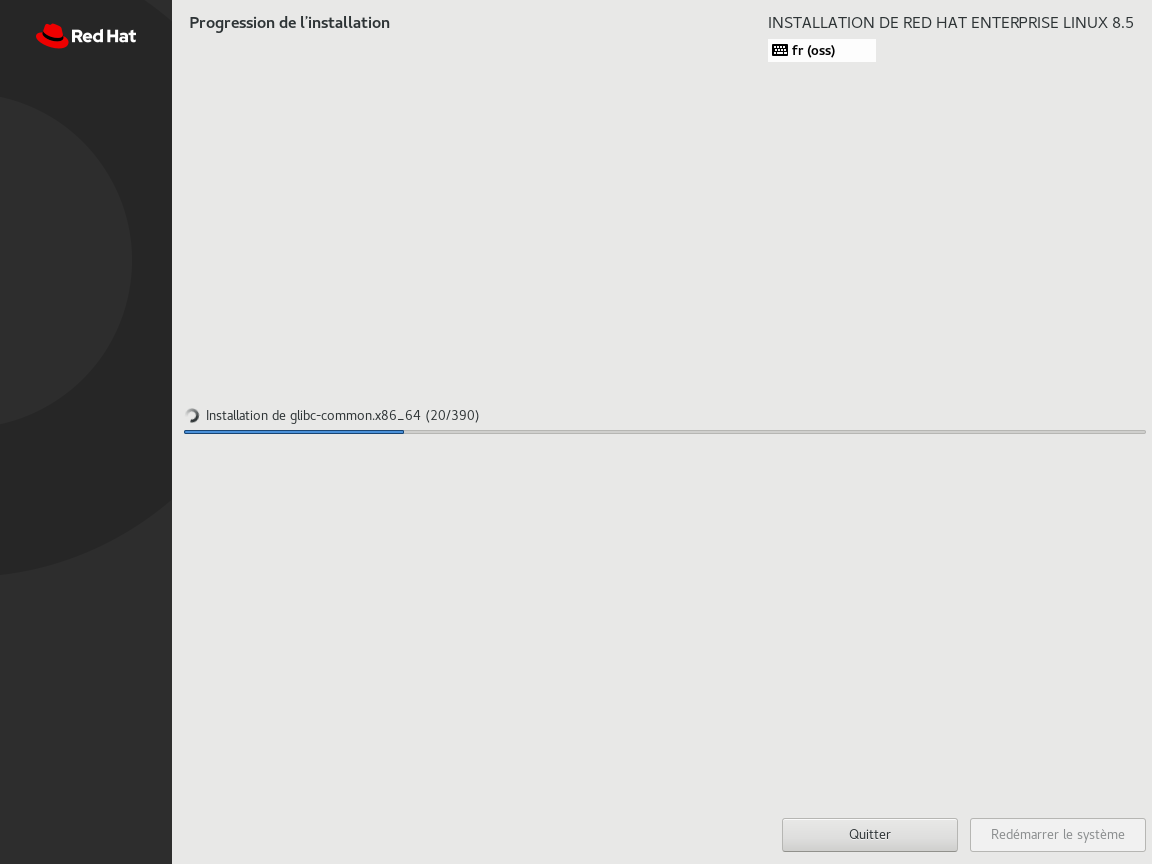 Red Hat
Progression de l'installation
INSTALLATION DE RED HAT ENTERPRISE LINUX 8.5
fr (oss)
Installation de glibc-common.x86_64 (20/390)
Quitter
Redémarrer le système